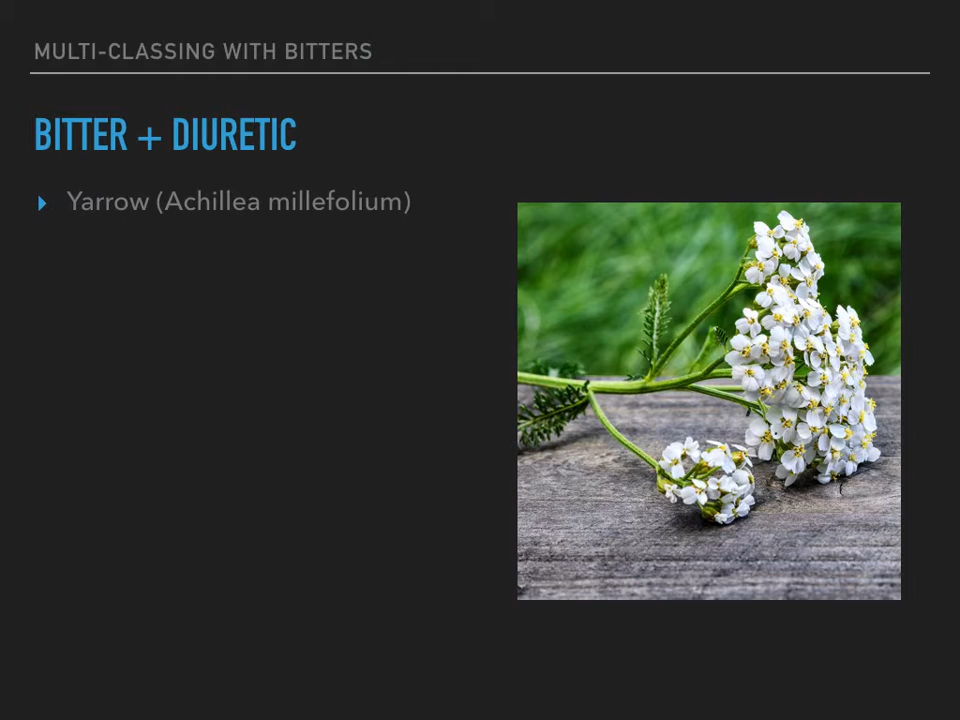 MULTI-CLASSING WITH BITTERS
BITTER + DIURETIC
Yarrow (Achillea millefolium)